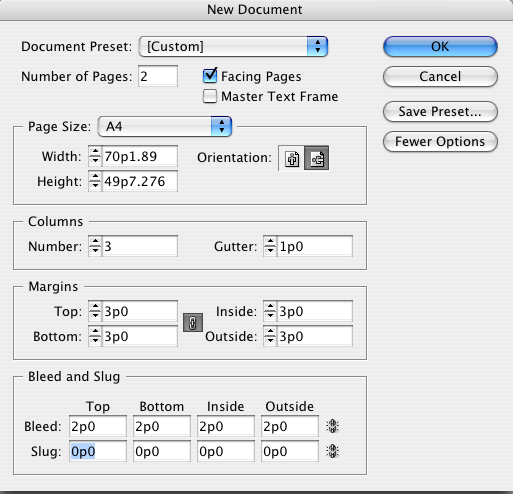 New Document
Document Preset: [Custom]
OK
Number of Pages: 2
Facing Pages
Cancel
Master Text Frame
Save Preset...
Page Size: A4
Fewer Options
Width: 70p1.89
Orientation:
Height: 49p7.276
Columns
Number: 3
Gutter: 1p0
Margins
Top: 3p0
Inside: 3p0
Bottom: 3p0
Outside: 3p0
Bleed and Slug
Top Bottom Inside Outside
Bleed: 2p0 2p0 2p0 2p0
Slug: 0p0 0p0 0p0 0p0